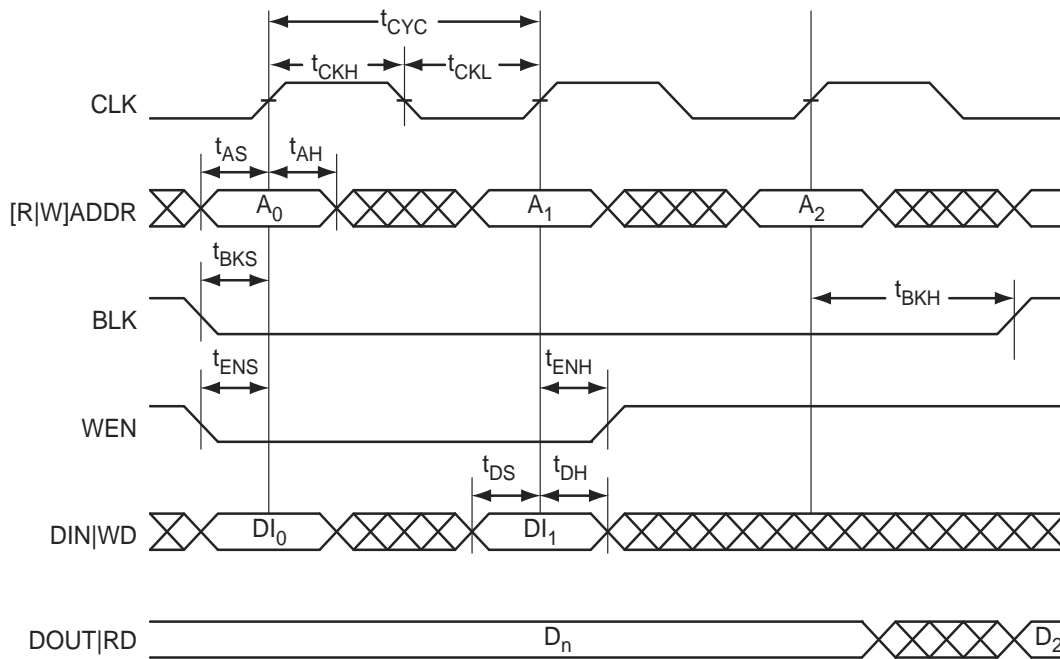 tCYC
tCKH tCKL
CLK
tAS tAH
[R|W]ADDR A0 A1 A2
tBKS tBKH
BLK
tENS tENH
WEN
tDS tDH
DIN|WD DI0 DI1
DOUT|RD Dn D2